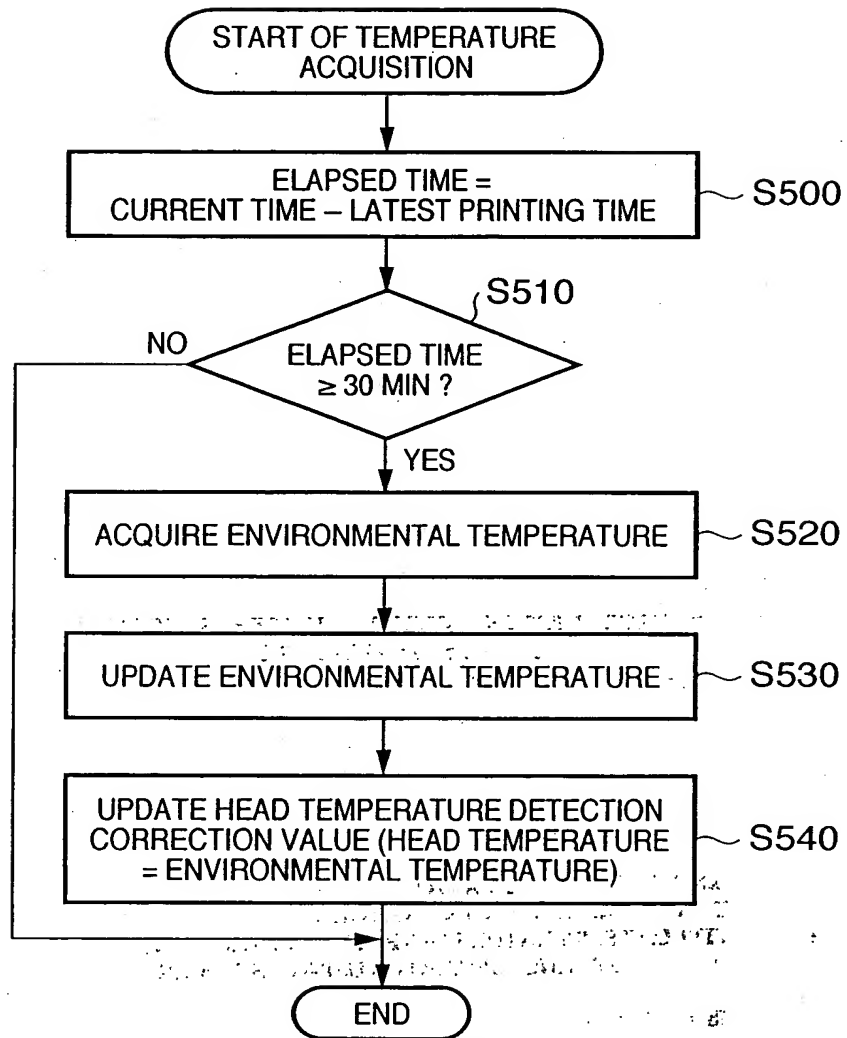 START OF TEMPERATURE
ACQUISITION
ELAPSED TIME =
CURRENT TIME – LATEST PRINTING TIME
S500
S510
NO
ELAPSED TIME
≥ 30 MIN ?
YES
ACQUIRE ENVIRONMENTAL TEMPERATURE
S520
UPDATE ENVIRONMENTAL TEMPERATURE
S530
UPDATE HEAD TEMPERATURE DETECTION
CORRECTION VALUE (HEAD TEMPERATURE
= ENVIRONMENTAL TEMPERATURE)
S540
END